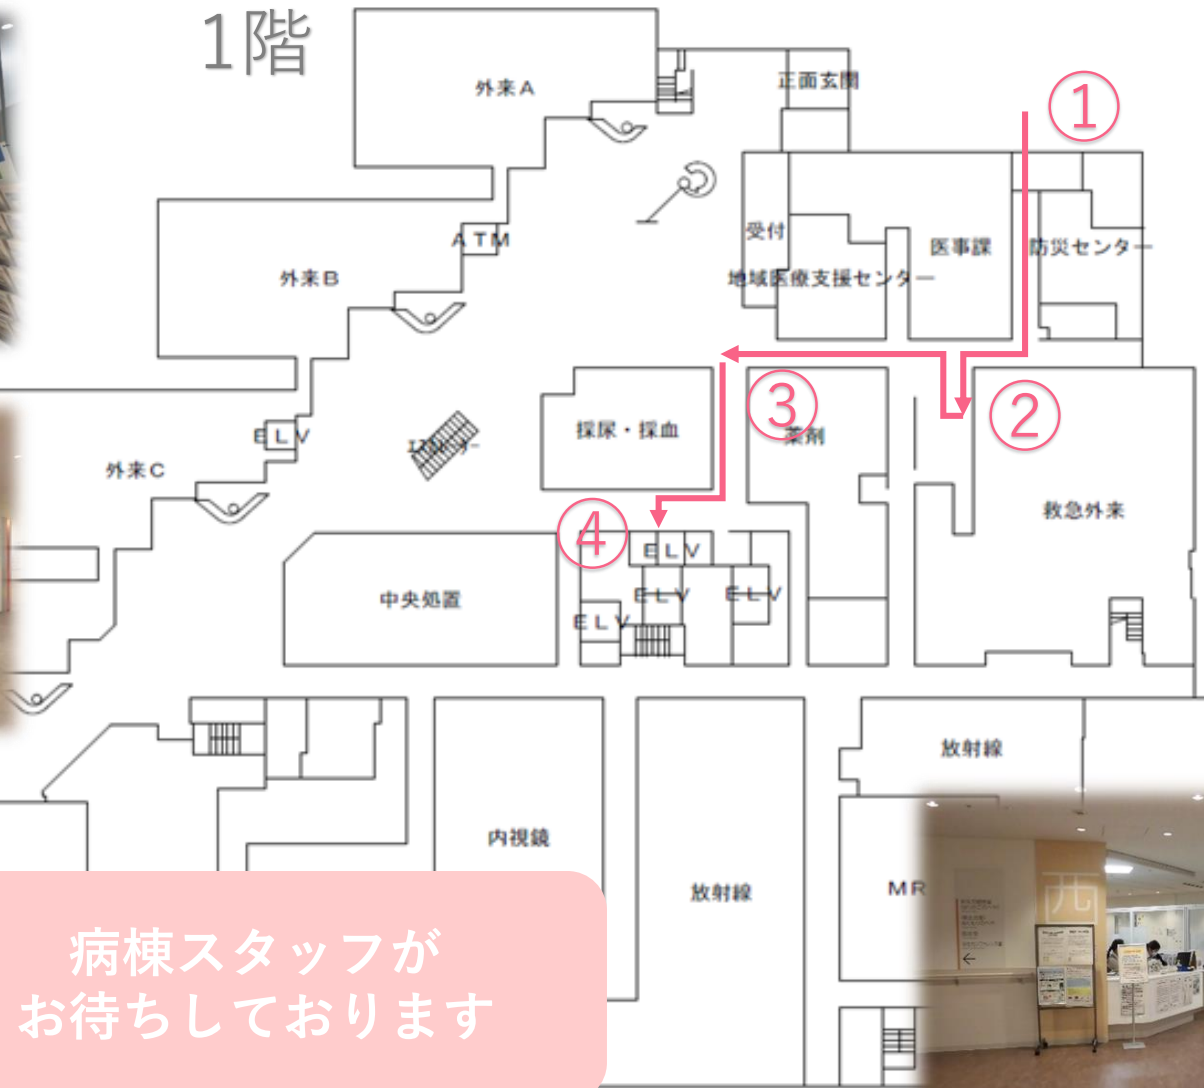 1階
外来A
正面玄関
①
受付
ATM
医事課
防災センター
外来B
地域医療支援センター
③
②
採尿・採血
薬剤
ELV
外来C
救急外来
④
ELV
中央処置
ELV
ELV
ELV
放射線
内視鏡
放射線
MR
西
病棟スタッフが
お待ちしております